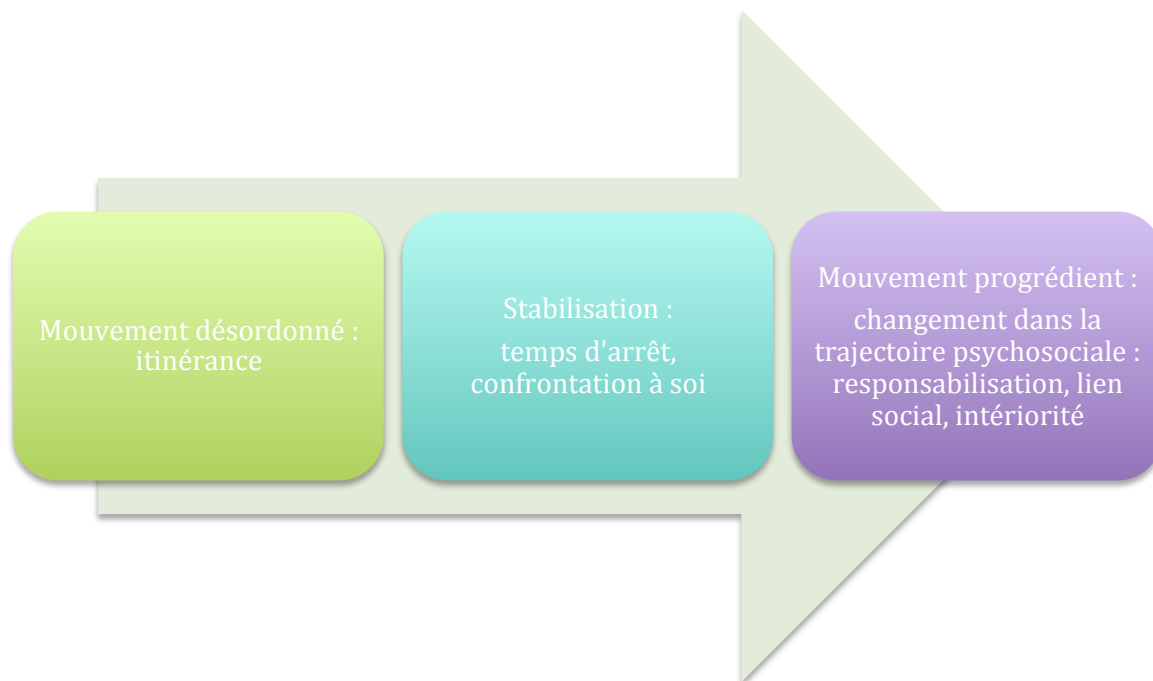 Mouvement désordonné :
itinérance
Stabilisation :
temps d'arrêt,
confrontation à soi
Mouvement progrédient :
changement dans la
trajectoire psychosociale :
responsabilisation, lien
social, intériorité